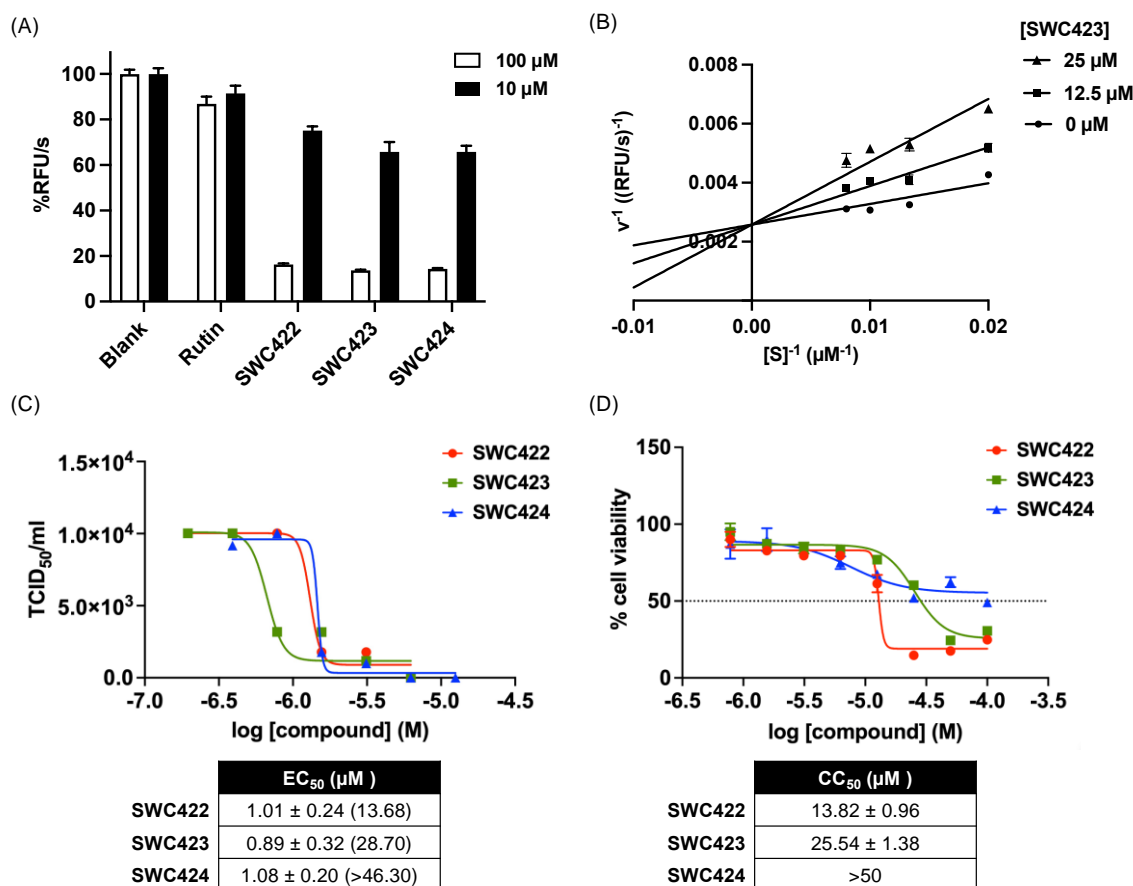 (A)
100 µM
10 µM
%RFU/s
100
80
60
40
20
0
Blank
Rutin
SWC422
SWC423
SWC424
(B)
[SWC423]
25 µM
12.5 µM
0 µM
v-1 ((RFU/s)-1)
0.008
0.006
0.004
0.002
-0.01
0.00
0.01
0.02
[S]-1 (µM-1)
(C)
SWC422
SWC423
SWC424
TCID50/ml
1.5×10^4
1.0×10^4
5.0×10^3
0.0
-7.0
-6.5
-6.0
-5.5
-5.0
-4.5
log [compound] (M)
EC50 (µM )
SWC422 1.01 ± 0.24 (13.68)
SWC423 0.89 ± 0.32 (28.70)
SWC424 1.08 ± 0.20 (>46.30)
(D)
SWC422
SWC423
SWC424
% cell viability
150
100
50
0
-6.5
-6.0
-5.5
-5.0
-4.5
-4.0
-3.5
log [compound] (M)
CC50 (µM )
SWC422 13.82 ± 0.96
SWC423 25.54 ± 1.38
SWC424 >50